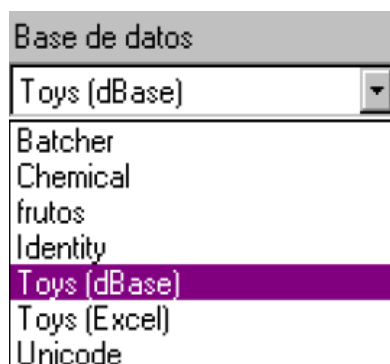 Base de datos
Toys (dBase)
Batcher
Chemical
frutos
Identity
Toys (dBase)
Toys (Excel)
Unicode